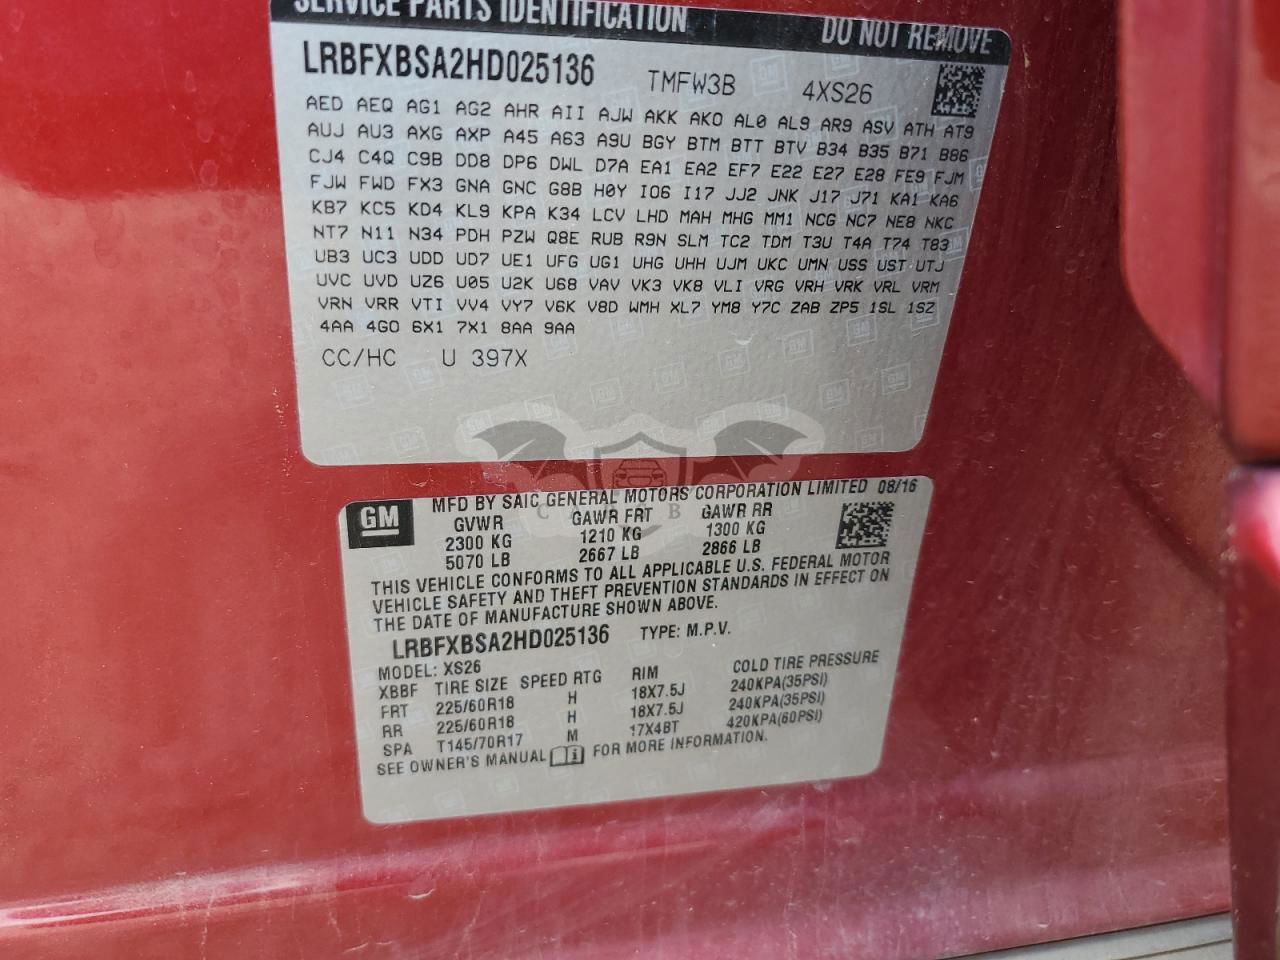 SERVICE PARTS IDENTIFICATION DO NOT REMOVE
LRBFXBSA2HD025136 TMFW3B 4XS26
AED AEQ AG1 AG2 AHR AII AJW AKK AKO AL0 AL9 AR9 ASV ATH AT9
AUJ AU3 AXG AXP A45 A63 A9U BGY BTM BTT BTV B34 B35 B71 B86
CJ4 C4Q C9B DD8 DP6 DWL D7A EA1 EA2 EF7 E22 E27 E28 FE9 FJM
FJW FWD FX3 GNA GNC G8B H0Y IO6 I17 JJ2 JNK J17 J71 KA1 KA6
KB7 KC5 KD4 KL9 KPA K34 LCV LHD MAH MHG MM1 NCG NC7 NE8 NKC
NT7 N11 N34 PDH PZW Q8E RUB R9N SLM TC2 TDM T3U T4A T74 T83
UB3 UC3 UDD UD7 UE1 UFG UG1 UHG UHH UJM UKC UMN USS UST UTJ
UVC UVD UZ6 U05 U2K U68 VAV VK3 VK8 VLI VRG VRH VRK VRL VRM
VRN VRR VTI VV4 VY7 V6K V8D WMH XL7 YM8 Y7C ZAB ZP5 1SL 1SZ
4AA 4GO 6X1 7X1 8AA 9AA
CC/HC U 397X
GM
MFD BY SAIC GENERAL MOTORS CORPORATION LIMITED 08/16
GVWR GAWR FRT GAWR RR
2300 KG 1210 KG 1300 KG
5070 LB 2667 LB 2866 LB
THIS VEHICLE CONFORMS TO ALL APPLICABLE U.S. FEDERAL MOTOR
VEHICLE SAFETY AND THEFT PREVENTION STANDARDS IN EFFECT ON
THE DATE OF MANUFACTURE SHOWN ABOVE.
LRBFXBSA2HD025136 TYPE: M.P.V.
MODEL: XS26
XBBF TIRE SIZE SPEED RTG RIM COLD TIRE PRESSURE
FRT 225/60R18 H 18X7.5J 240KPA(35PSI)
RR 225/60R18 H 18X7.5J 240KPA(35PSI)
SPA T145/70R17 M 17X4BT 420KPA(60PSI)
SEE OWNER'S MANUAL FOR MORE INFORMATION.